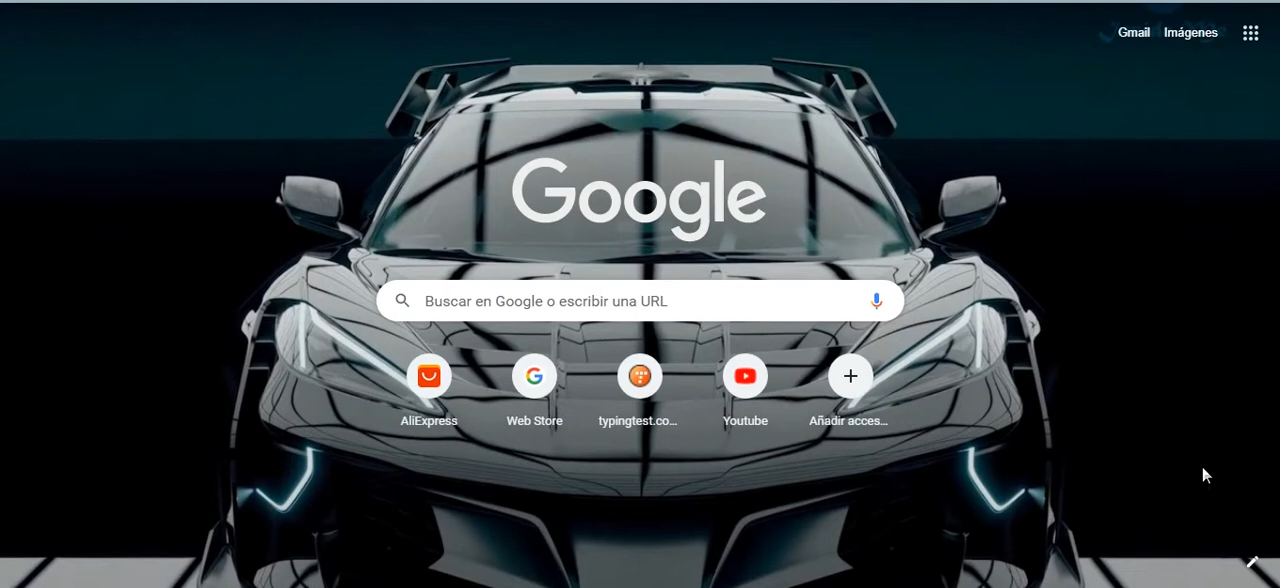 Gmail Imágenes
Google
Buscar en Google o escribir una URL
AliExpress Web Store typingtest.co... Youtube Añadir acces...